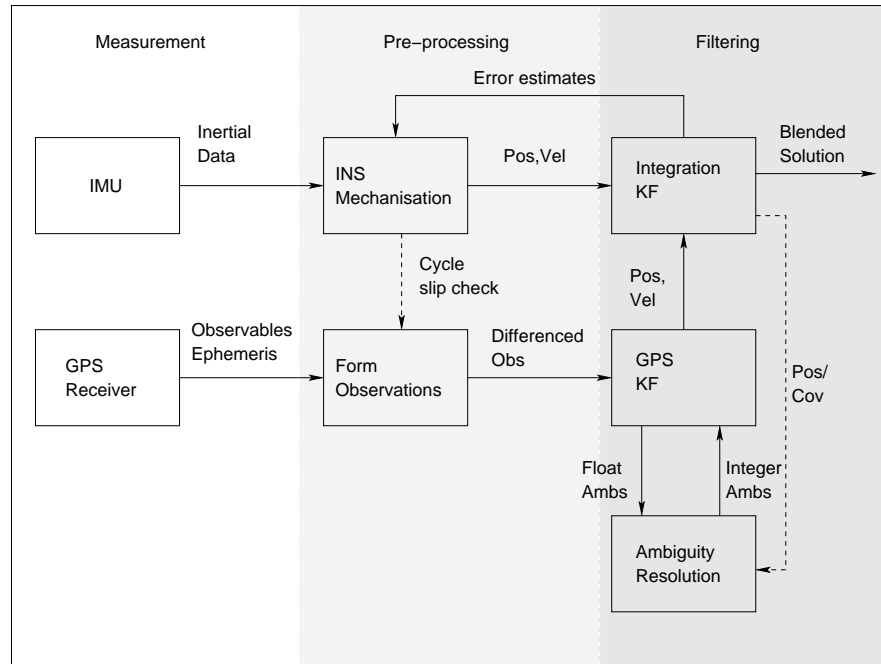 Measurement
Pre−processing
Filtering
Error estimates
Inertial
Data
Pos,Vel
Blended
Solution
IMU
INS
Mechanisation
Integration
KF
Cycle
slip check
Pos,
Vel
Observables
Ephemeris
Differenced
Obs
GPS
Receiver
Form
Observations
GPS
KF
Pos/
Cov
Float
Ambs
Integer
Ambs
Ambiguity
Resolution